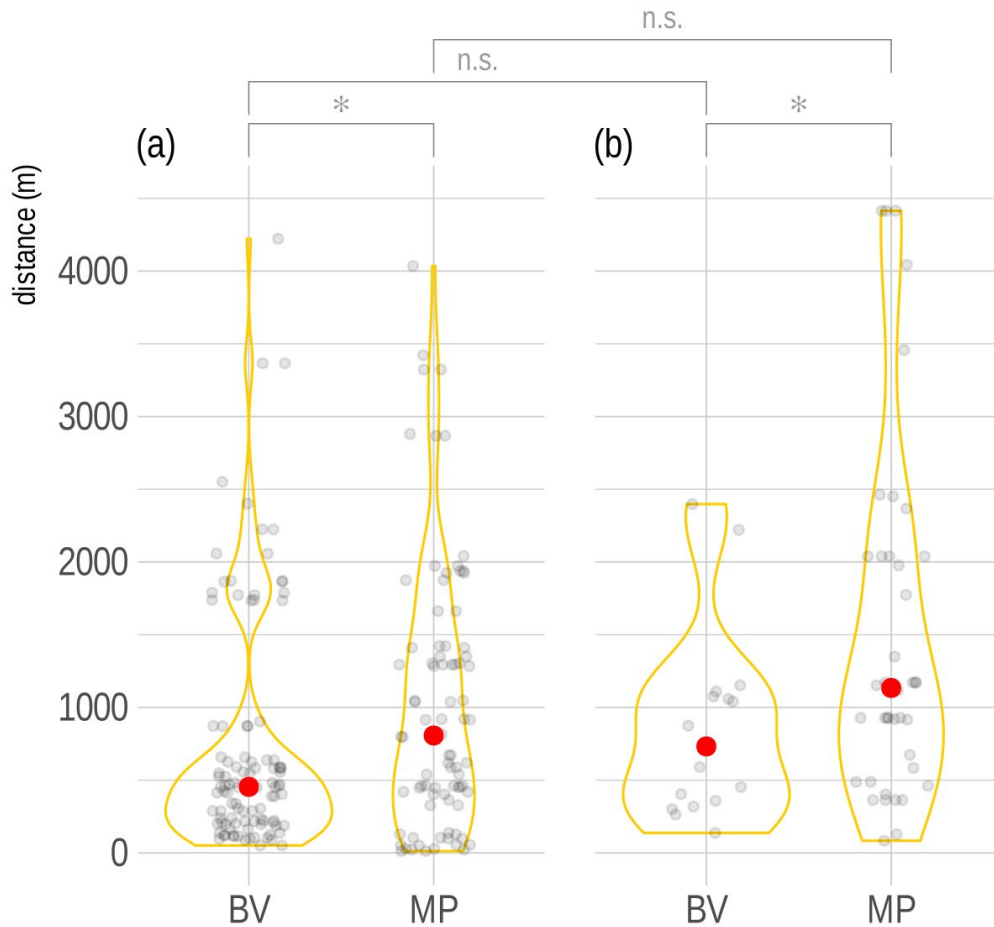 n.s.
n.s.
* *
(a) (b)
distance (m)
4000
3000
2000
1000
0
BV MP BV MP